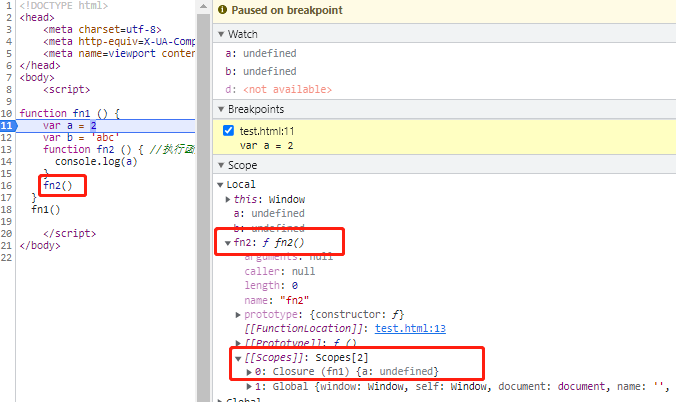 1 <!DOCTYPE html>
2 <head>
3 <meta charset=utf-8>
4 <meta http-equiv=X-UA-Comp
5 <meta name=viewport conten
6 </head>
7 <body>
8 <script>
9
10 function fn1 () {
11 var a = 2
12 var b = 'abc'
13 function fn2 () { //执行函
14 console.log(a)
15 }
16 fn2()
17 }
18 fn1()
19
20 </script>
21 </body>
22
Paused on breakpoint
Watch
a: undefined
b: undefined
d: <not available>
Breakpoints
test.html:11
var a = 2
Scope
Local
this: Window
a: undefined
b: undefined
fn2: ƒ fn2()
arguments: null
caller: null
length: 0
name: "fn2"
prototype: {constructor: ƒ}
[[FunctionLocation]]: test.html:13
[[Prototype]]: ƒ ()
[[Scopes]]: Scopes[2]
0: Closure (fn1) {a: undefined}
1: Global {window: Window, self: Window, document: document, name: '',
Global